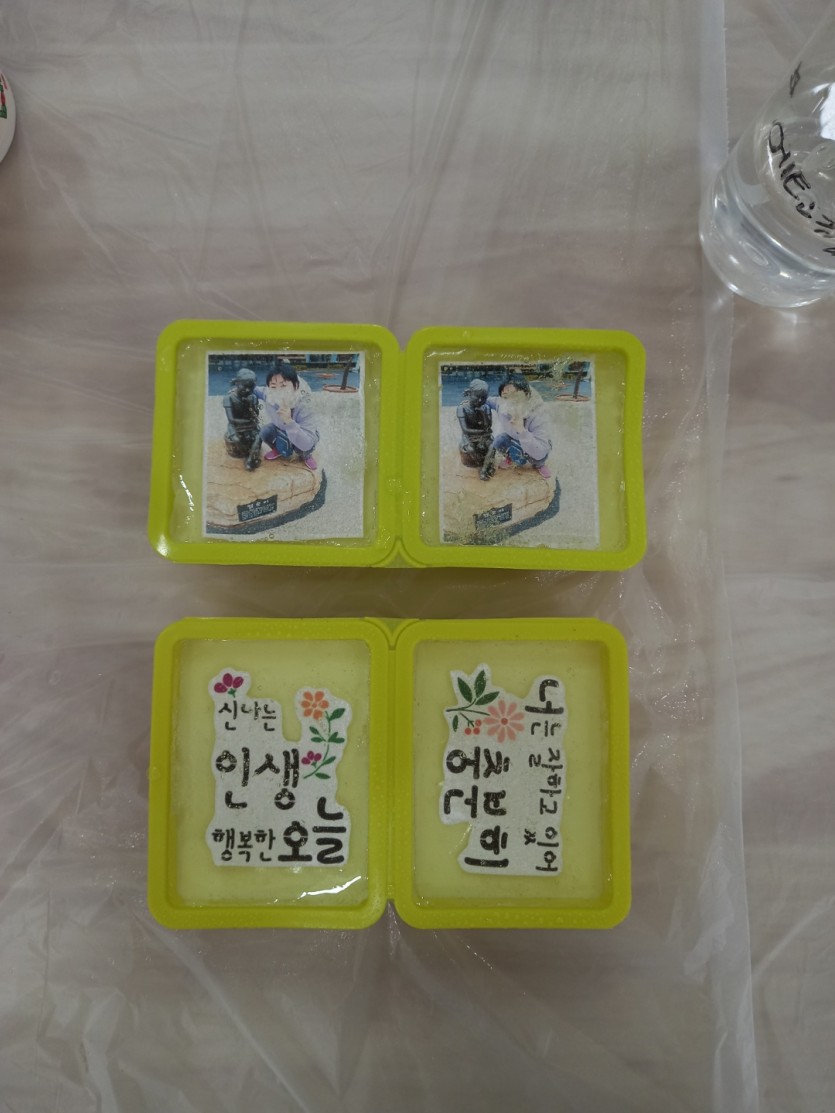 신나는
인생
행복한 오늘
너는 잘하고 있어